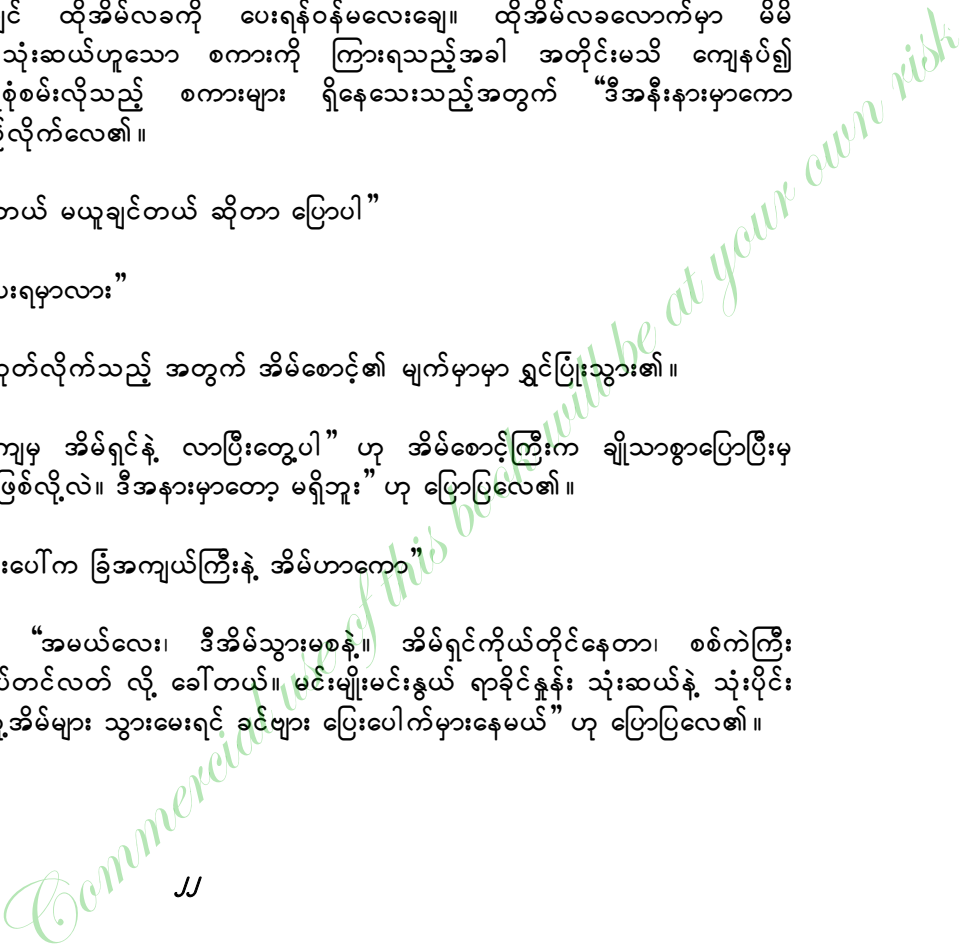 ျင် ထိုအိမ်လခကို ပေးရန်ဝန်မလေးချေ။ ထိုအိမ်လခလောက်မှာ မိမိ
သုံးဆယ်ဟူသော စကားကို ကြားရသည့်အခါ အတိုင်းမသိ ကျေနပ်၍
စုံစမ်းလိုသည့် စကားများ ရှိနေသေးသည့်အတွက် “ဒီအနီးနားမှာကော
လိုက်လေ၏။
တယ် မယူချင်တယ် ဆိုတာ ပြောပါ”
ပေးရမှာလား”
ထုတ်လိုက်သည့် အတွက် အိမ်စောင့်၏ မျက်မှာမှာ ရွှင်ပြုံးသွား၏။
ကျမှ အိမ်ရှင်နဲ့ လာပြီးတွေ့ပါ” ဟု အိမ်စောင့်ကြီးက ချိုသာစွာပြောပြီးမှ
ဖြစ်လို့လဲ။ ဒီအနားမှာတော့ မရှိဘူး” ဟု ပြောပြလေ၏။
းပေါ်က ခြံအကျယ်ကြီးနဲ့ အိမ်ဟာကော”
“အမယ်လေး၊ ဒီအိမ်သွားမစနဲ့။ အိမ်ရှင်ကိုယ်တိုင်နေတာ၊ စစ်ကဲကြီး
ပ်တင်လတ် လို့ ခေါ်တယ်။ မင်းမျိုးမင်းနွယ် ရာခိုင်နှုန်း သုံးဆယ်နဲ့ သုံးပိုင်း
သူ့အိမ်များ သွားမေးရင် ခင်ဗျား ပြေးပေါက်မှားနေမယ်” ဟု ပြောပြလေ၏။
၂၂
Commercial use of this book will be at your own risk